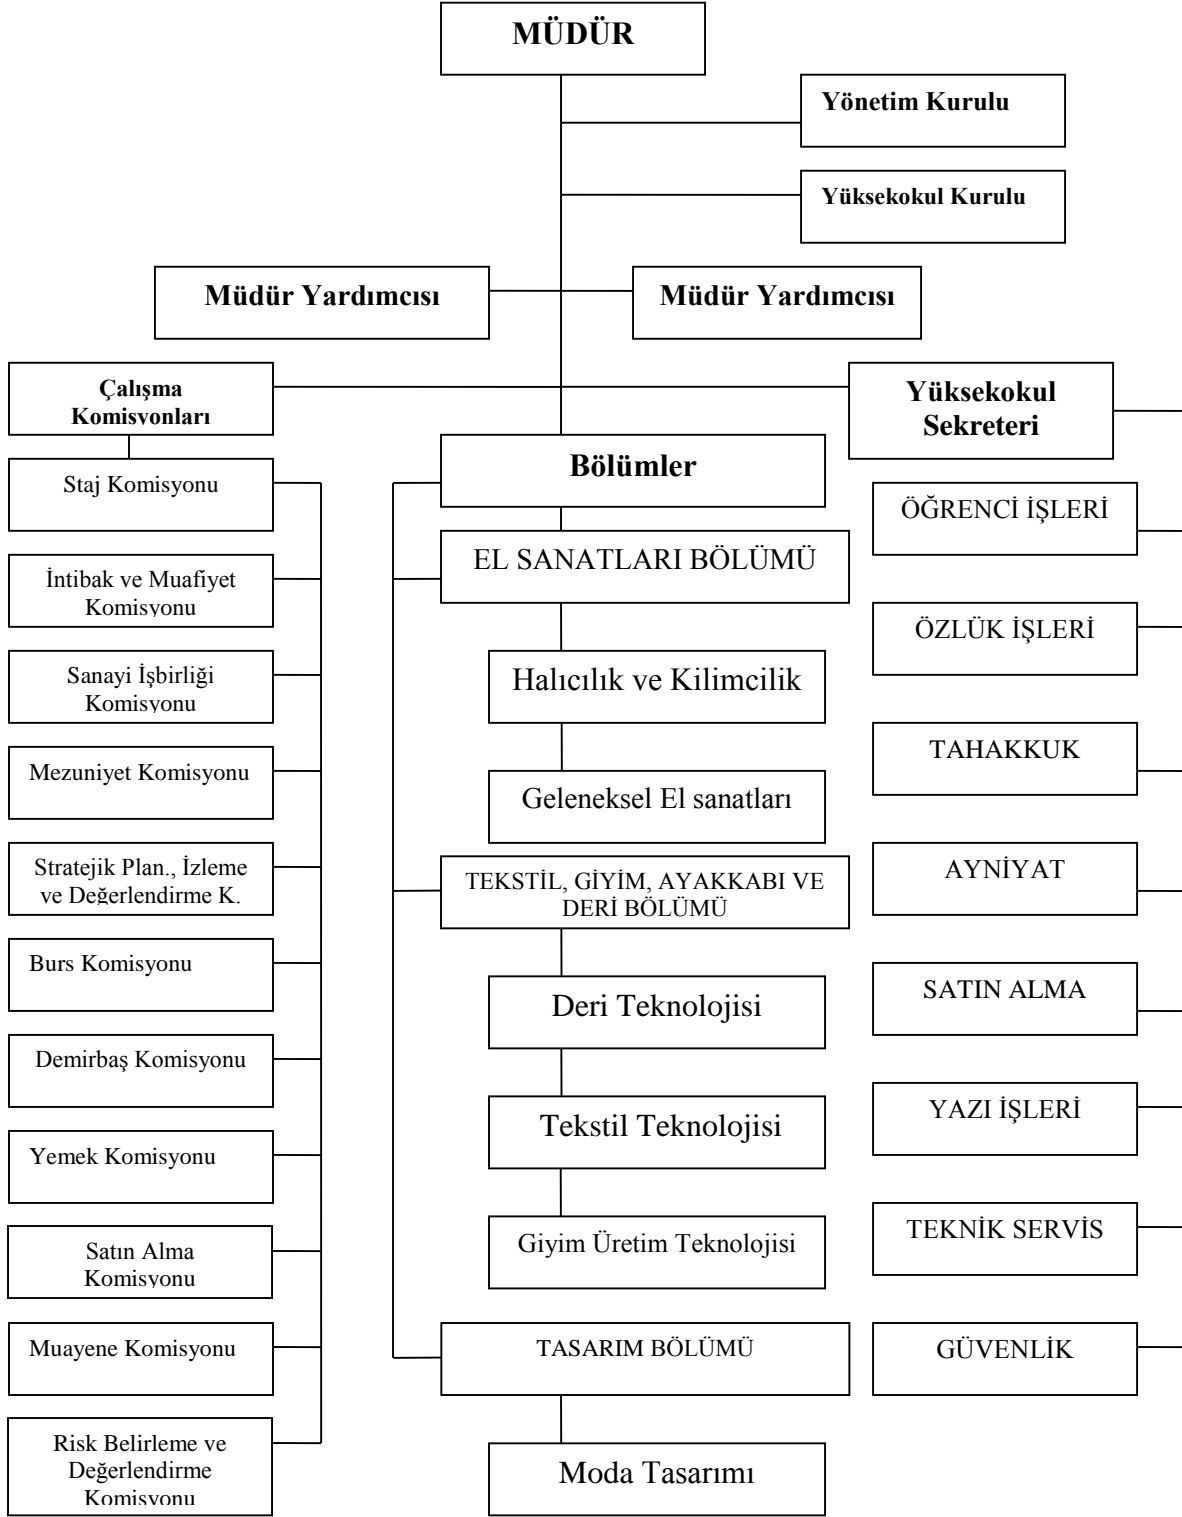 MÜDÜR
Yönetim Kurulu
Yüksekokul Kurulu
Müdür Yardımcısı
Müdür Yardımcısı
Çalışma
Komisyonları
Staj Komisyonu
İntibak ve Muafiyet
Komisyonu
Sanayi İşbirliği
Komisyonu
Mezuniyet Komisyonu
Stratejik Plan., İzleme
ve Değerlendirme K.
Burs Komisyonu
Demirbaş Komisyonu
Yemek Komisyonu
Satın Alma
Komisyonu
Muayene Komisyonu
Risk Belirleme ve
Değerlendirme
Komisyonu
Bölümler
EL SANATLARI BÖLÜMÜ
Halıcılık ve Kilimcilik
Geleneksel El sanatları
TEKSTİL, GİYİM, AYAKKABI VE
DERİ BÖLÜMÜ
Deri Teknolojisi
Tekstil Teknolojisi
Giyim Üretim Teknolojisi
TASARIM BÖLÜMÜ
Moda Tasarımı
Yüksekokul
Sekreteri
ÖĞRENCİ İŞLERİ
ÖZLÜK İŞLERİ
TAHAKKUK
AYNİYAT
SATIN ALMA
YAZI İŞLERİ
TEKNİK SERVİS
GÜVENLİK